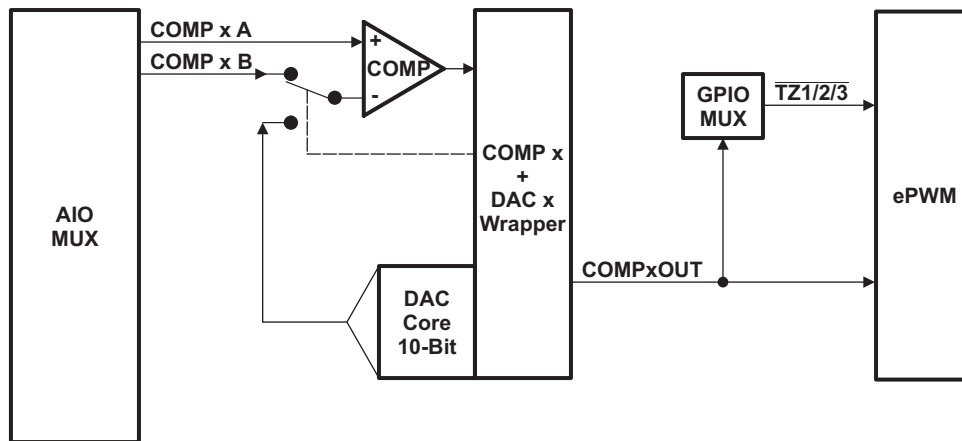 COMP x A
COMP x B
+
COMP
-
AIO
MUX
COMP x
+
DAC x
Wrapper
DAC
Core
10-Bit
COMPxOUT
GPIO
MUX
TZ1/2/3
ePWM